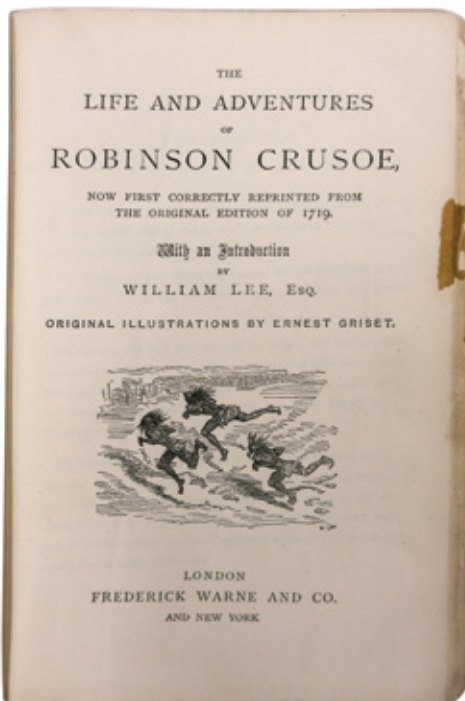 THE
LIFE AND ADVENTURES
OF
ROBINSON CRUSOE,
NOW FIRST CORRECTLY REPRINTED FROM
THE ORIGINAL EDITION OF 1719.
With an Introduction
BY
WILLIAM LEE, ESQ.
ORIGINAL ILLUSTRATIONS BY ERNEST GRISET.
LONDON
FREDERICK WARNE AND CO.
AND NEW YORK